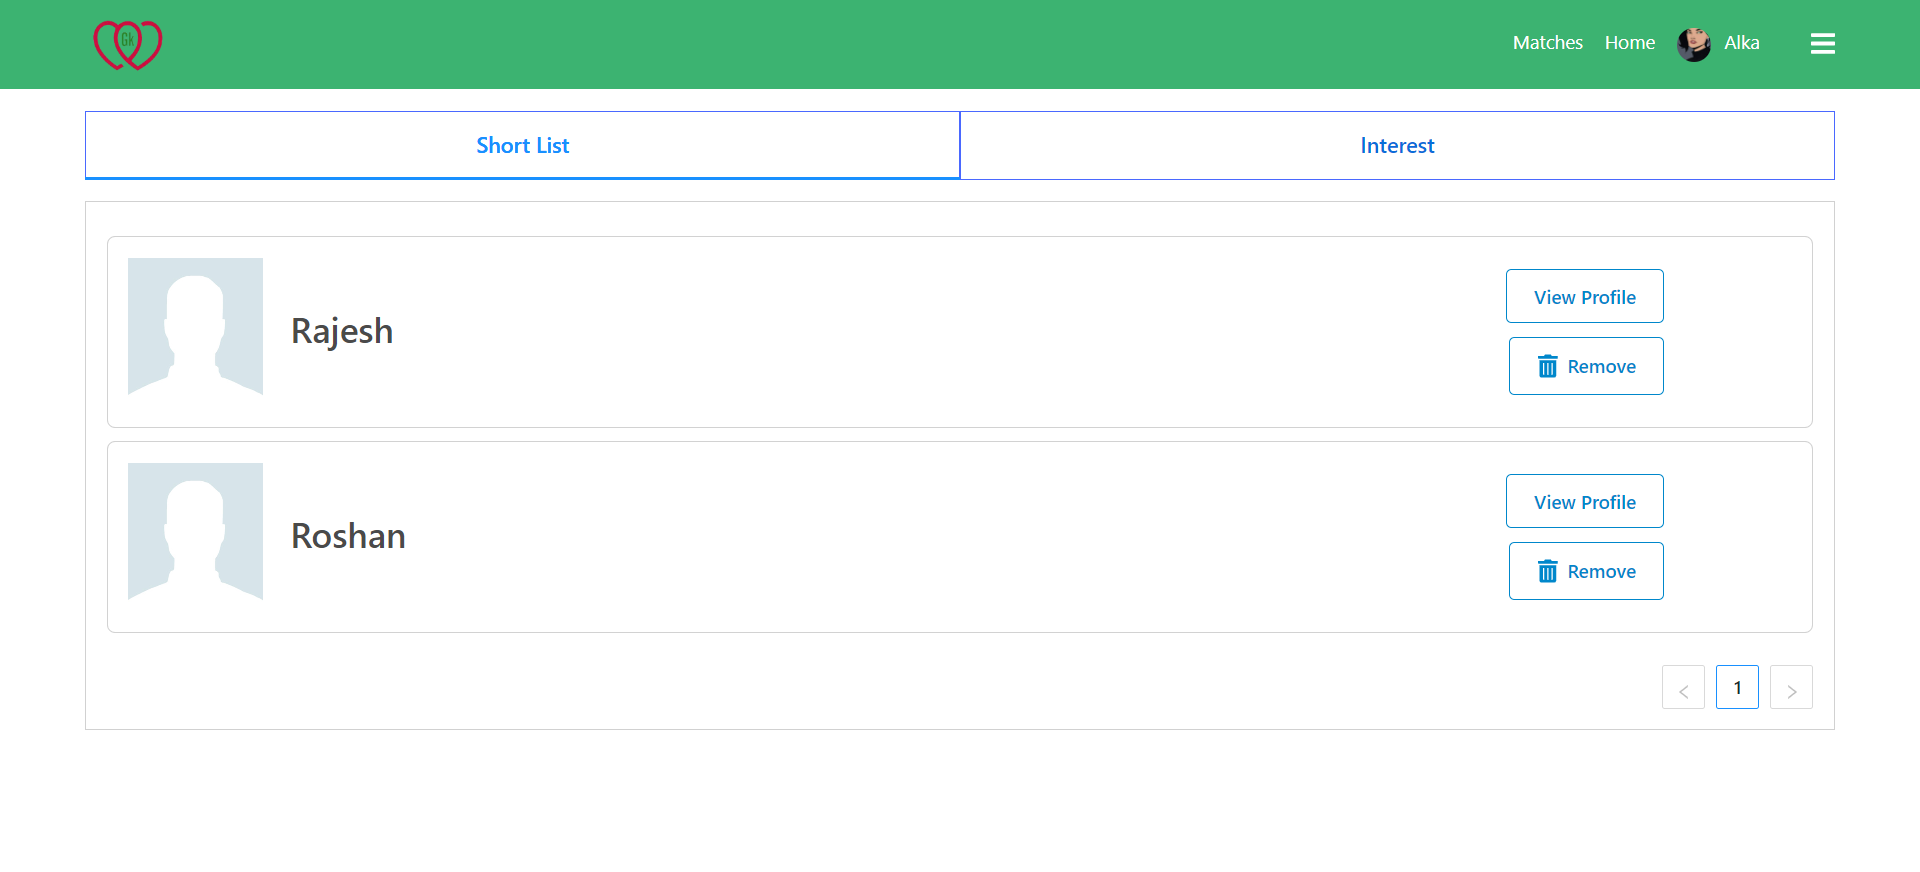 Gk
Matches Home Alka
Short List Interest
Rajesh
View Profile
Remove
Roshan
View Profile
Remove
< 1 >